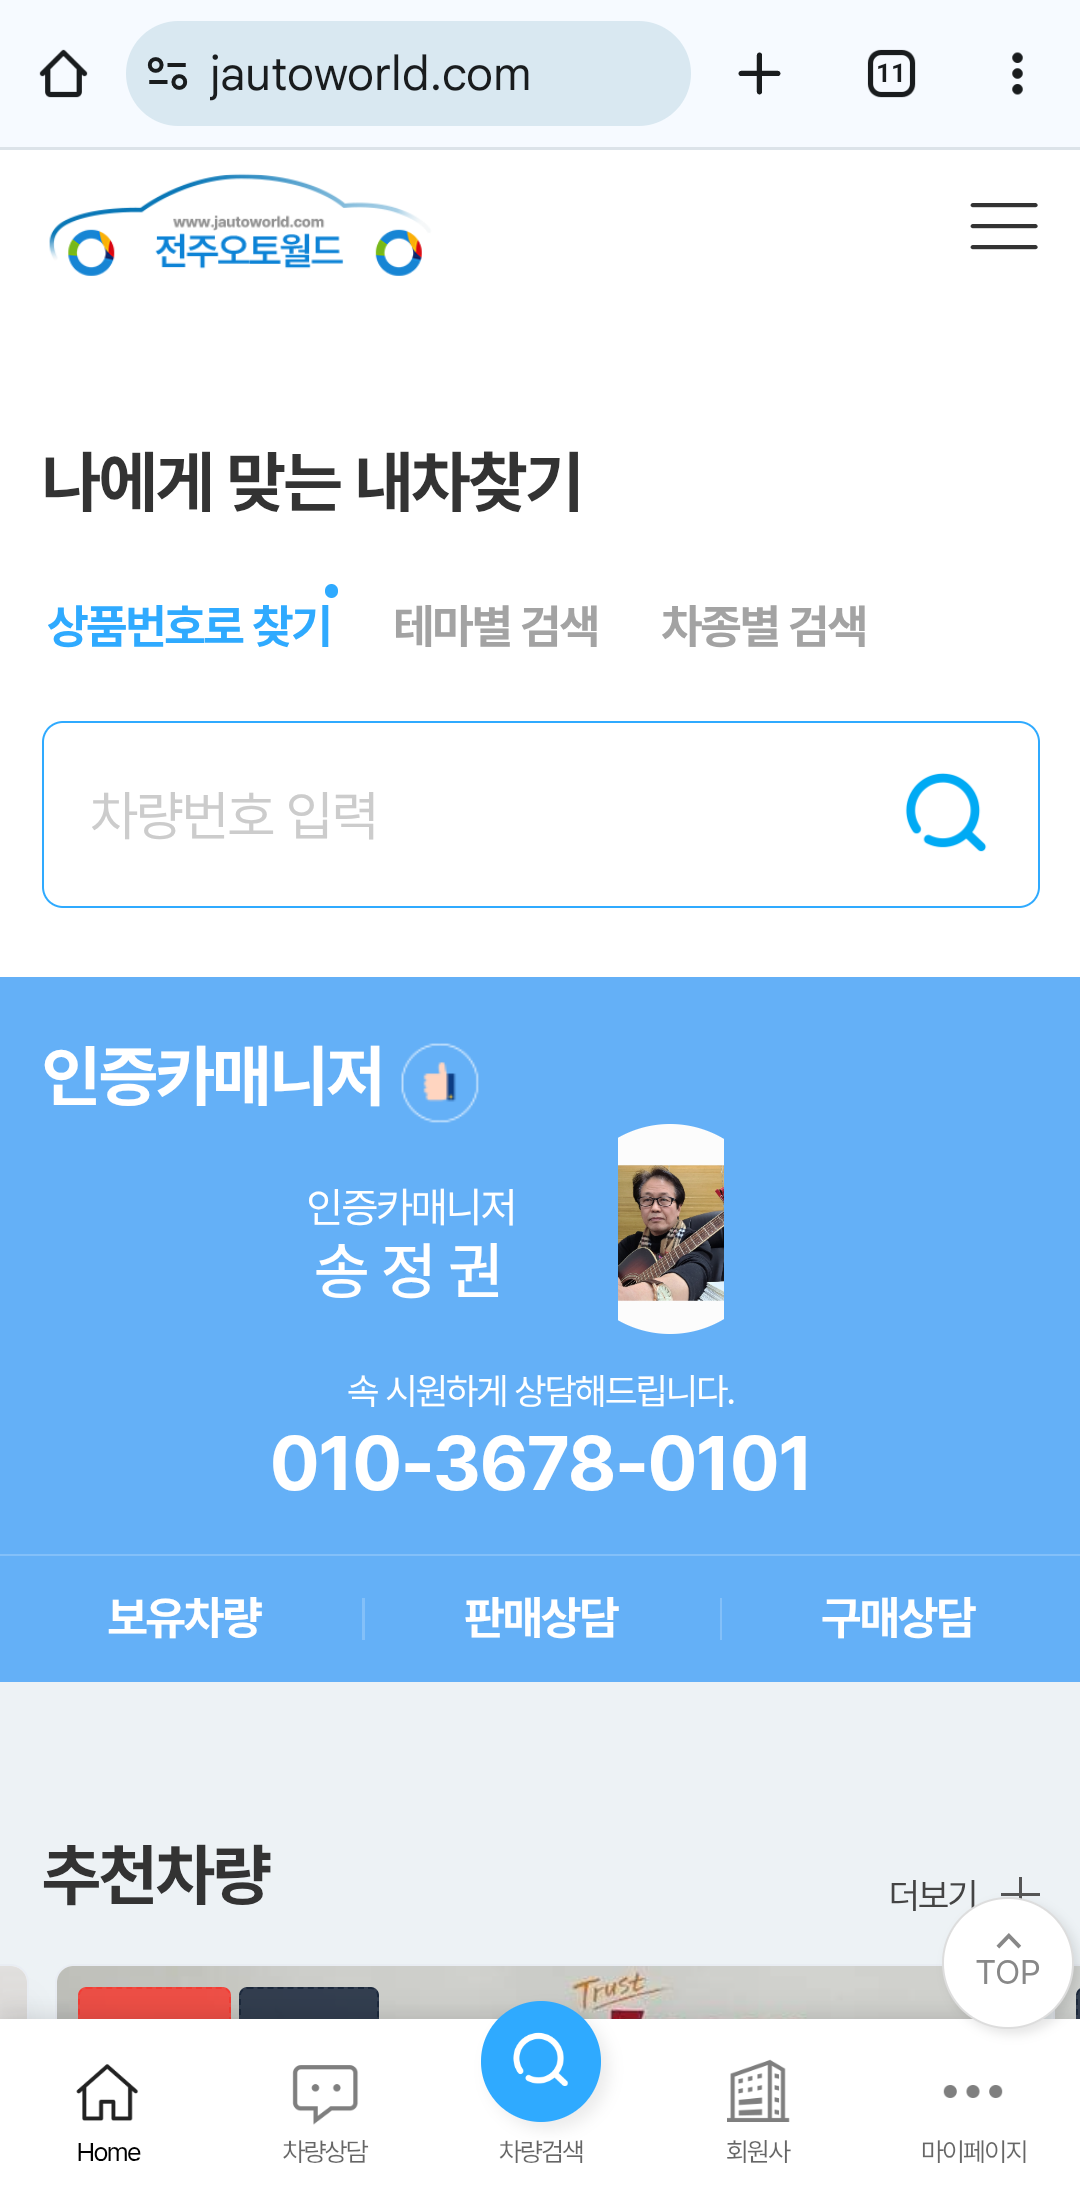 jautoworld.com
11
www.jautoworld.com
전주오토월드
나에게 맞는 내차찾기
상품번호로 찾기 테마별 검색 차종별 검색
차량번호 입력
인증카매니저
인증카매니저
송 정 권
속 시원하게 상담해드립니다.
010-3678-0101
보유차량 판매상담 구매상담
추천차량
더보기
TOP
Trust
Home 차량상담 차량검색 회원사 마이페이지